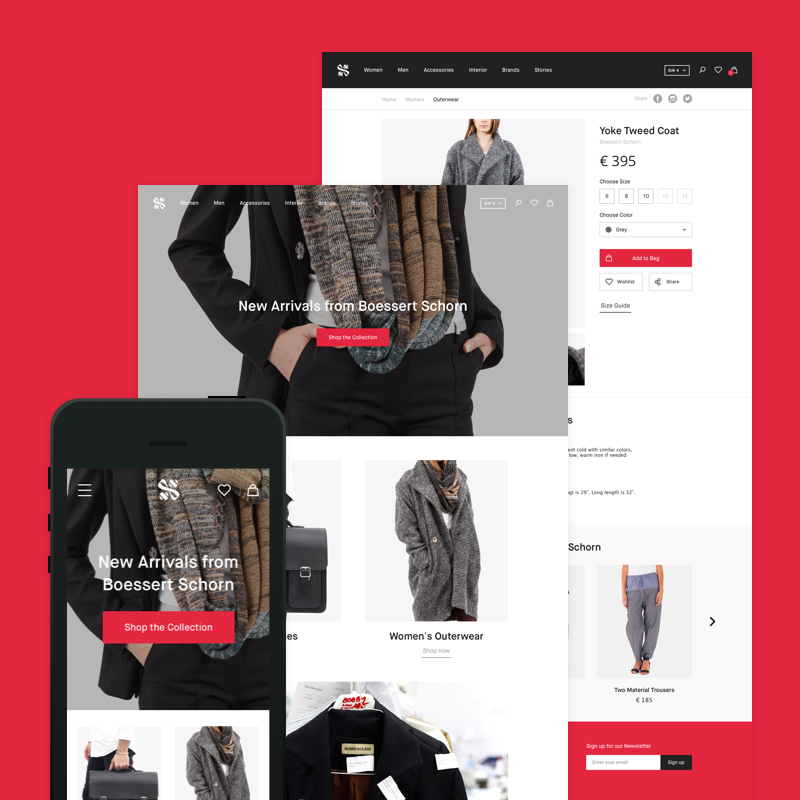 Women Men Accessories Interior Brands Stories
EUR €
1
Home Women Outerwear
Share
Yoke Tweed Coat
Boessert Schorn
€ 395
Choose Size
6 8 10 12 14
Choose Color
Grey
Add to Bag
Wishlist
Share
Size Guide
s
sh cold with similar colors,
low, warm iron if needed
gt is 29". Long length is 32".
Schorn
Two Material Trousers
€ 185
Sign up for our Newsletter
Enter your email
Sign up
Women Men Accessories Interior Brands Stories
EUR €
New Arrivals from Boessert Schorn
Shop the Collection
es
Women's Outerwear
Shop now
New Arrivals from
Boessert Schorn
Shop the Collection